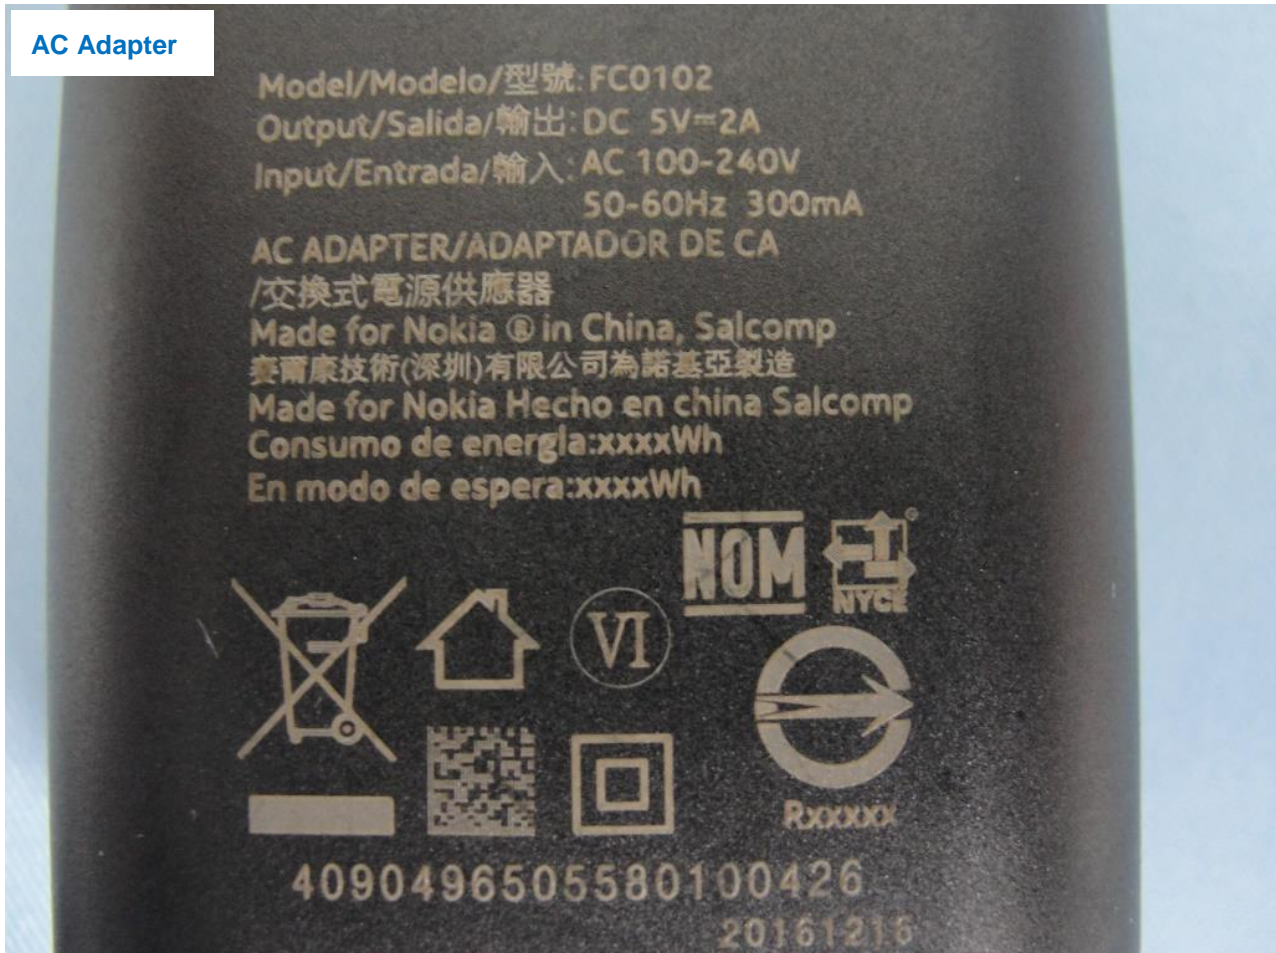 AC Adapter
Model/Modelo/型號: FC0102
Output/Salida/輸出: DC 5V⎓2A
Input/Entrada/輸入: AC 100-240V
50-60Hz 300mA
AC ADAPTER/ADAPTADOR DE CA
/交換式電源供應器
Made for Nokia ® in China, Salcomp
賽爾康技術(深圳)有限公司為諾基亞製造
Made for Nokia Hecho en china Salcomp
Consumo de energla:xxxxWh
En modo de espera:xxxxWh
NOM
NYCE
VI
Rxxxxx
4090496505580100426
20161216